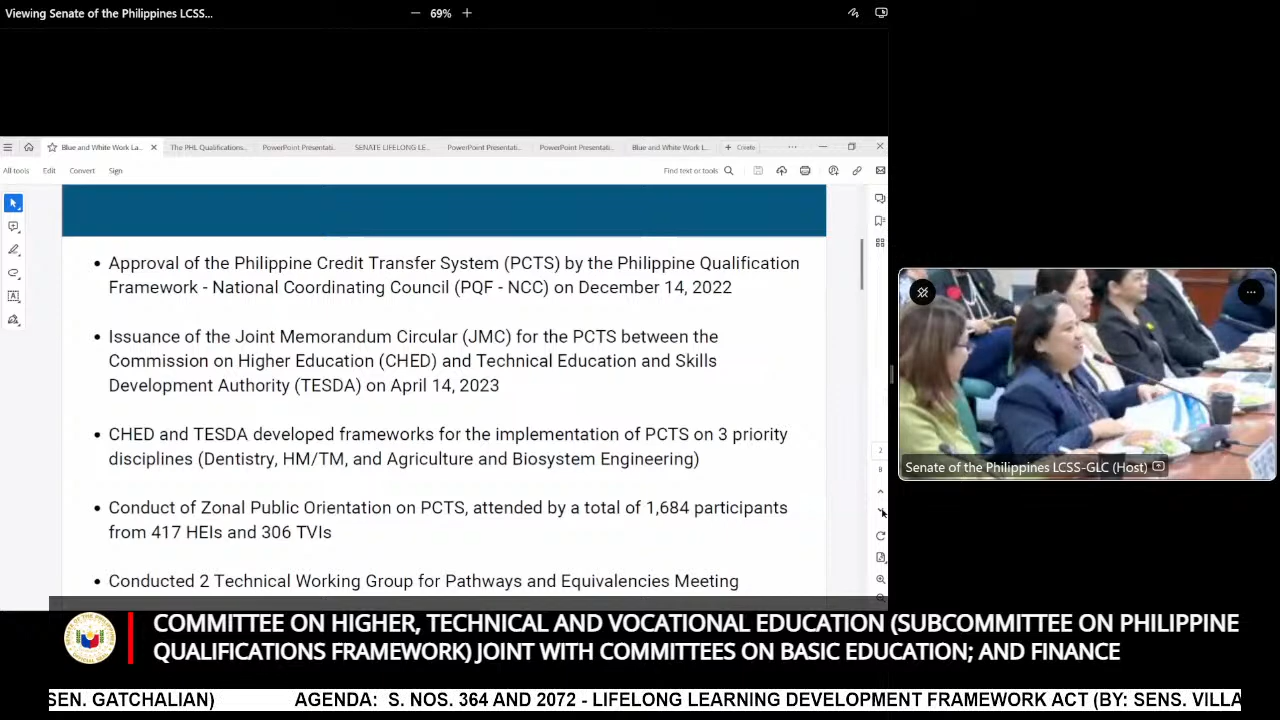 Viewing Senate of the Philippines LCSS...
69%
Blue and White Work La...
The PHL Qualifications...
PowerPoint Presentati...
SENATE LIFELONG LE...
PowerPoint Presentati...
PowerPoint Presentati...
Blue and White Work L...
Create
All tools
Edit
Convert
Sign
Find text or tools
• Approval of the Philippine Credit Transfer System (PCTS) by the Philippine Qualification
Framework - National Coordinating Council (PQF - NCC) on December 14, 2022
• Issuance of the Joint Memorandum Circular (JMC) for the PCTS between the
Commission on Higher Education (CHED) and Technical Education and Skills
Development Authority (TESDA) on April 14, 2023
• CHED and TESDA developed frameworks for the implementation of PCTS on 3 priority
disciplines (Dentistry, HM/TM, and Agriculture and Biosystem Engineering)
• Conduct of Zonal Public Orientation on PCTS, attended by a total of 1,684 participants
from 417 HEIs and 306 TVIs
• Conducted 2 Technical Working Group for Pathways and Equivalencies Meeting
2
8
Senate of the Philippines LCSS-GLC (Host)
COMMITTEE ON HIGHER, TECHNICAL AND VOCATIONAL EDUCATION (SUBCOMMITTEE ON PHILIPPINE
QUALIFICATIONS FRAMEWORK) JOINT WITH COMMITTEES ON BASIC EDUCATION; AND FINANCE
SEN. GATCHALIAN) AGENDA: S. NOS. 364 AND 2072 - LIFELONG LEARNING DEVELOPMENT FRAMEWORK ACT (BY: SENS. VILLA